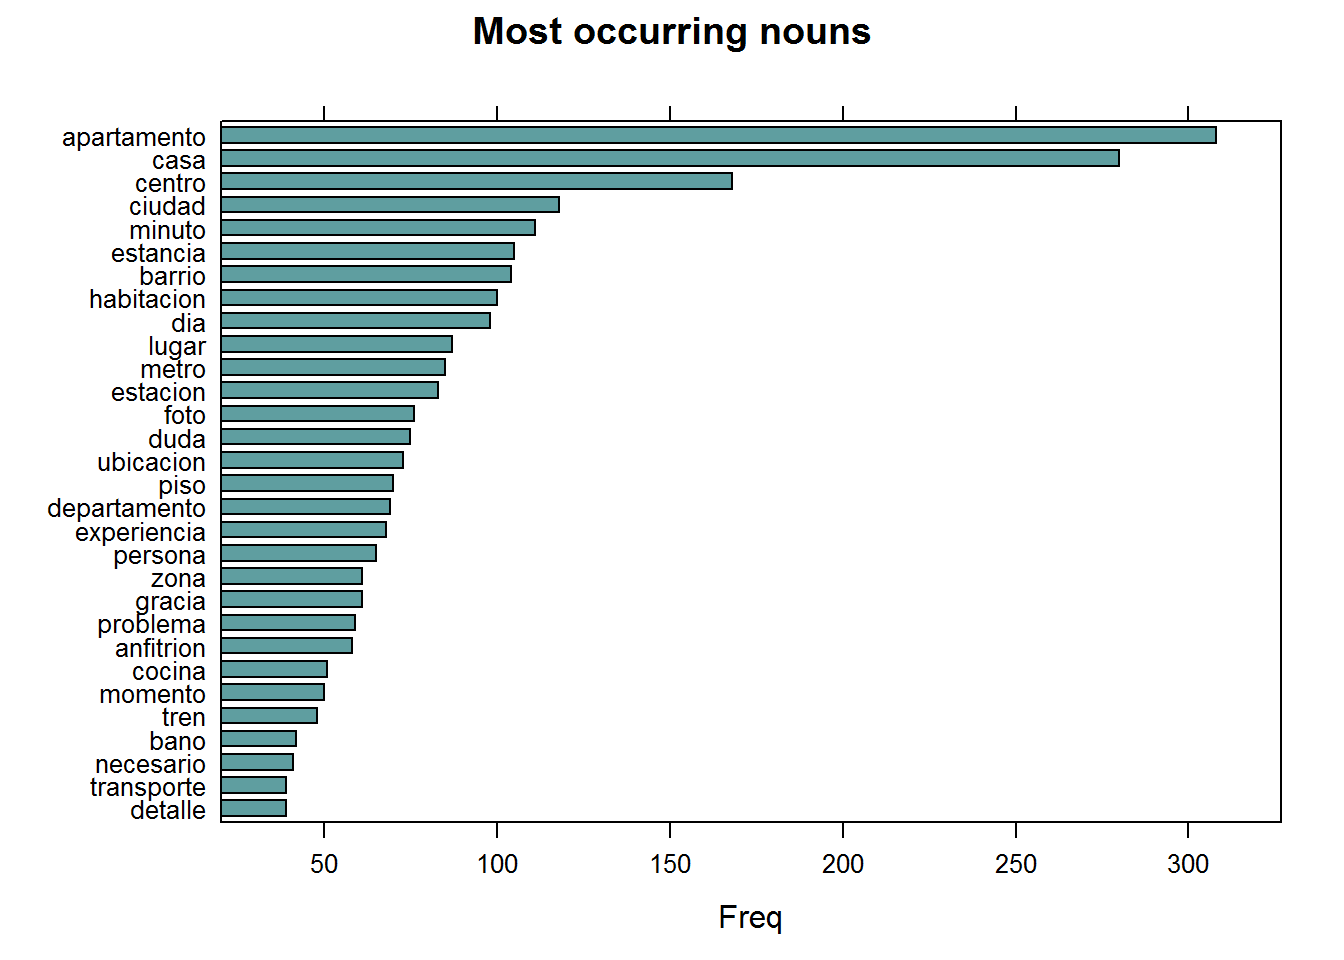 Most occurring nouns
apartamento
casa
centro
ciudad
minuto
estancia
barrio
habitacion
dia
lugar
metro
estacion
foto
duda
ubicacion
piso
departamento
experiencia
persona
zona
gracia
problema
anfitrion
cocina
momento
tren
bano
necesario
transporte
detalle
50 100 150 200 250 300
Freq